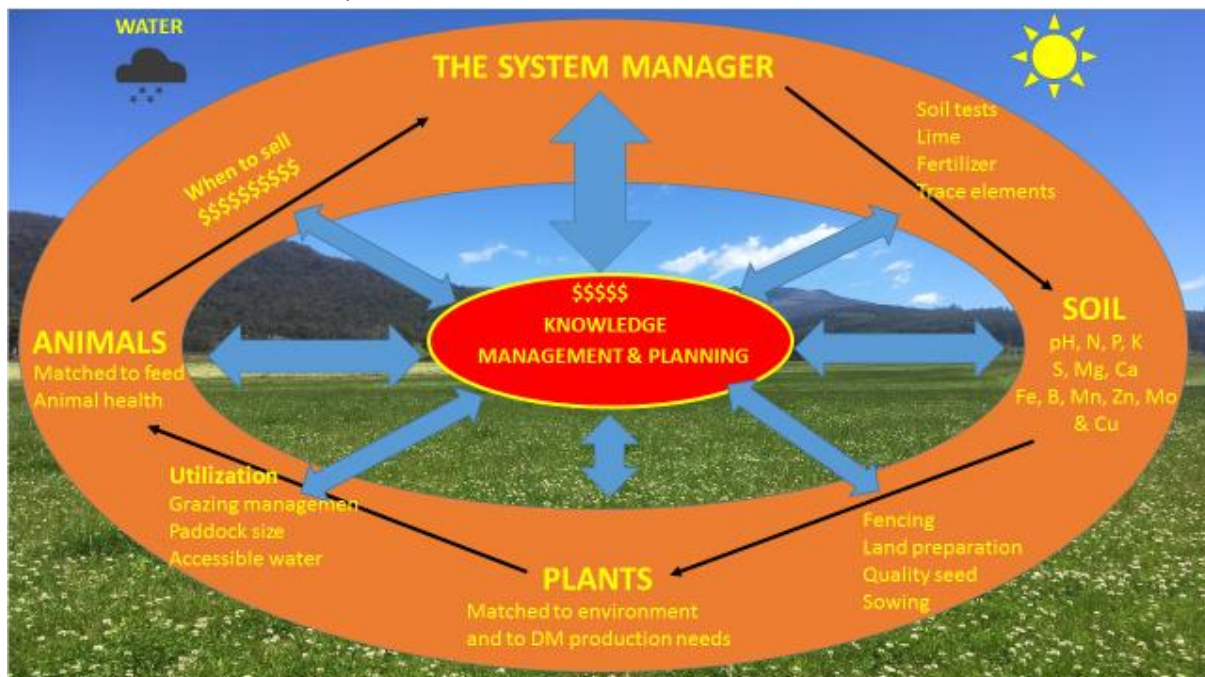 WATER
THE SYSTEM MANAGER
Soil tests
Lime
Fertilizer
Trace elements
When to sell
$$$$$$$$$$
$$$$$
KNOWLEDGE
MANAGEMENT & PLANNING
SOIL
pH, N, P, K
S, Mg, Ca
Fe, B, Mn, Zn, Mo
& Cu
ANIMALS
Matched to feed
Animal health
Utilization
Grazing managemen
Paddock size
Accessible water
Fencing
Land preparation
Quality seed
Sowing
PLANTS
Matched to environment
and to DM production needs